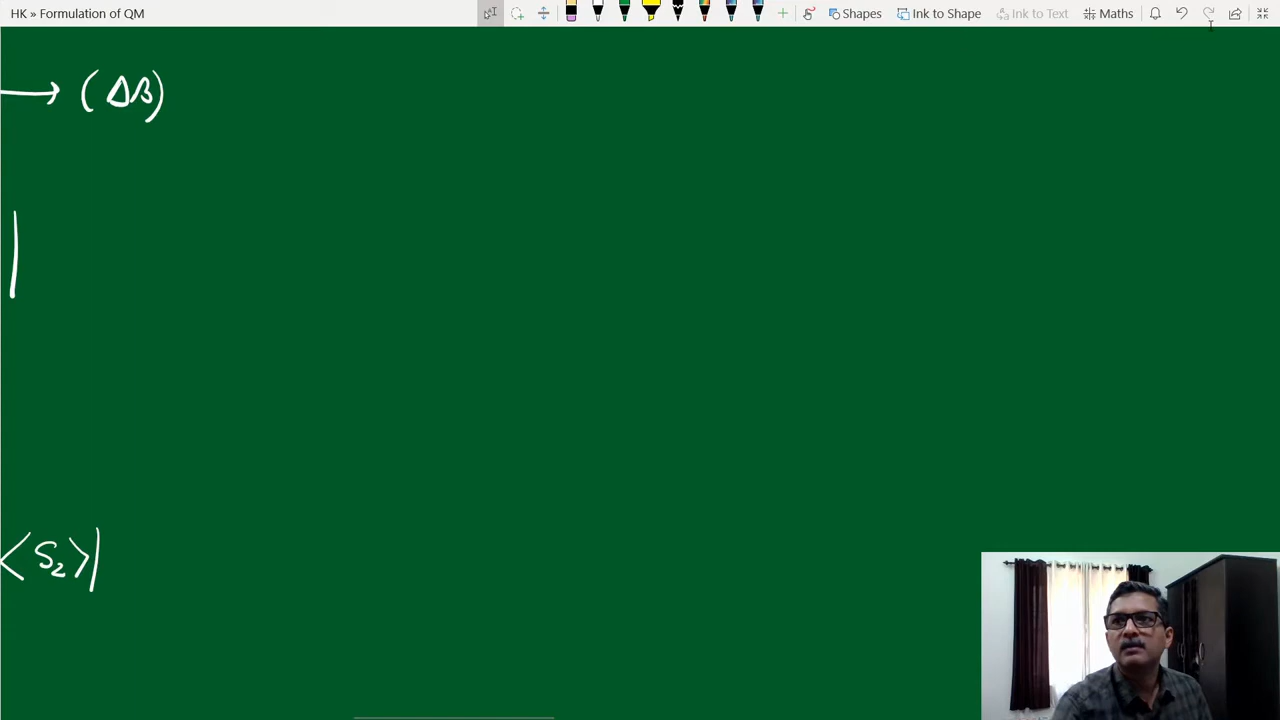 HK » Formulation of QM
Shapes
Ink to Shape
Ink to Text
Maths
→ (ΔB)
|
<S₂>|